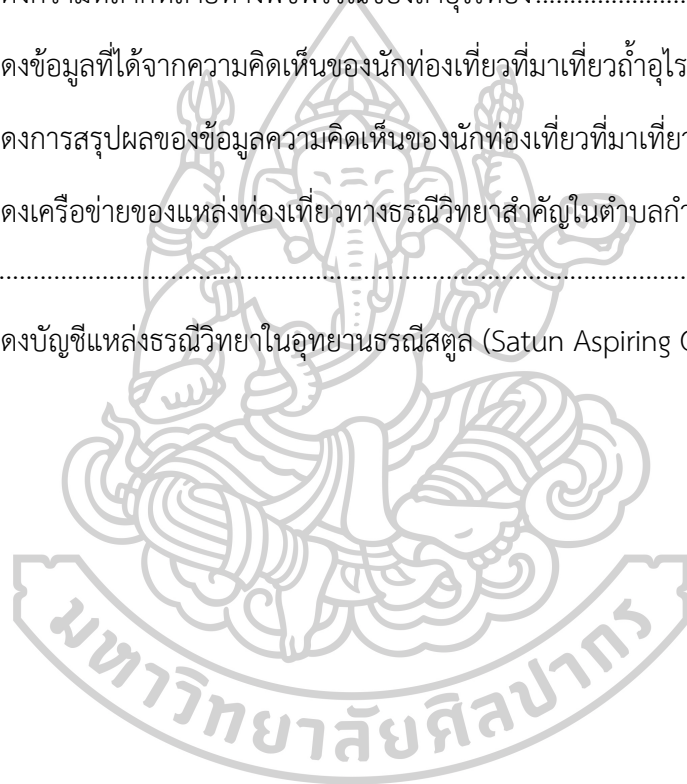 ดงข้อมูลที่ได้จากความคิดเห็นของนักท่องเที่ยวที่มาเที่ยวถ้ำอุไร
ดงการสรุปผลของข้อมูลความคิดเห็นของนักท่องเที่ยวที่มาเที่ยว
ดงเครือข่ายของแหล่งท่องเที่ยวทางธรณีวิทยาสำคัญในตำบลกำ
ดงบัญชีแหล่งธรณีวิทยาในอุทยานธรณีสตูล (Satun Aspiring
มหาวิทยาลัยศิลปากร